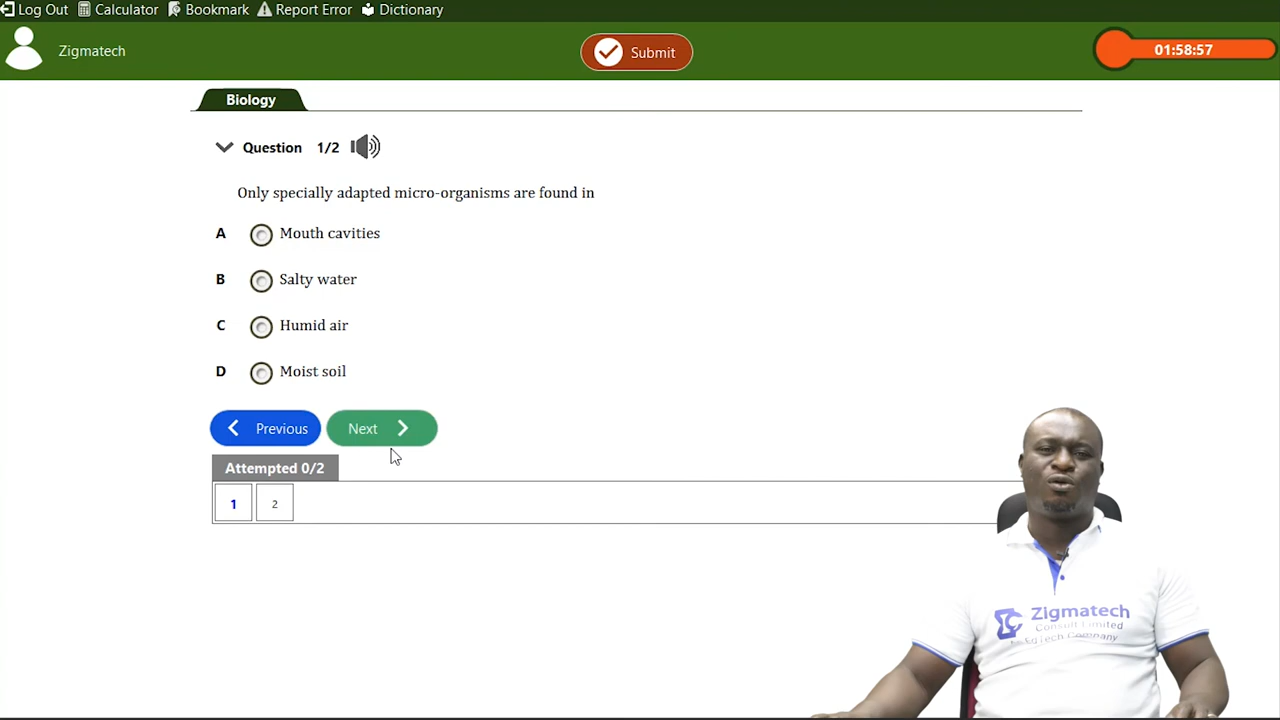 Log Out Calculator Bookmark Report Error Dictionary
Zigmatech
Submit
01:58:57
Biology
Question 1/2
Only specially adapted micro-organisms are found in
A Mouth cavities
B Salty water
C Humid air
D Moist soil
Previous Next
Attempted 0/2
1 2
Zigmatech
Consult Limited
EdTech Company